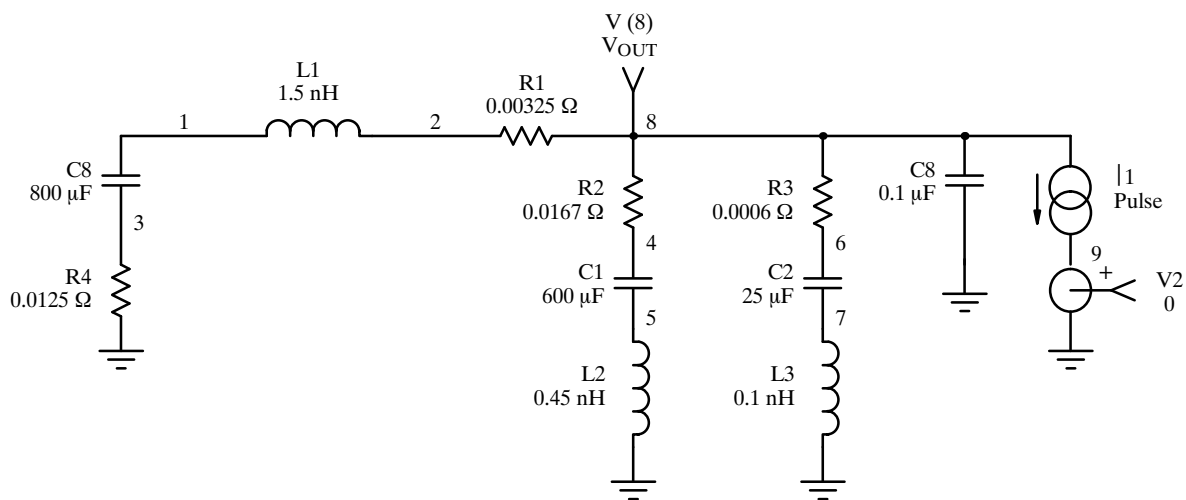 V (8)
VOUT
L1
1.5 nH
R1
0.00325 Ω
1
2
8
C8
800 µF
R2
0.0167 Ω
R3
0.0006 Ω
C8
0.1 µF
|1
Pulse
3
4
6
9
+
R4
0.0125 Ω
C1
600 µF
C2
25 µF
V2
0
5
7
L2
0.45 nH
L3
0.1 nH